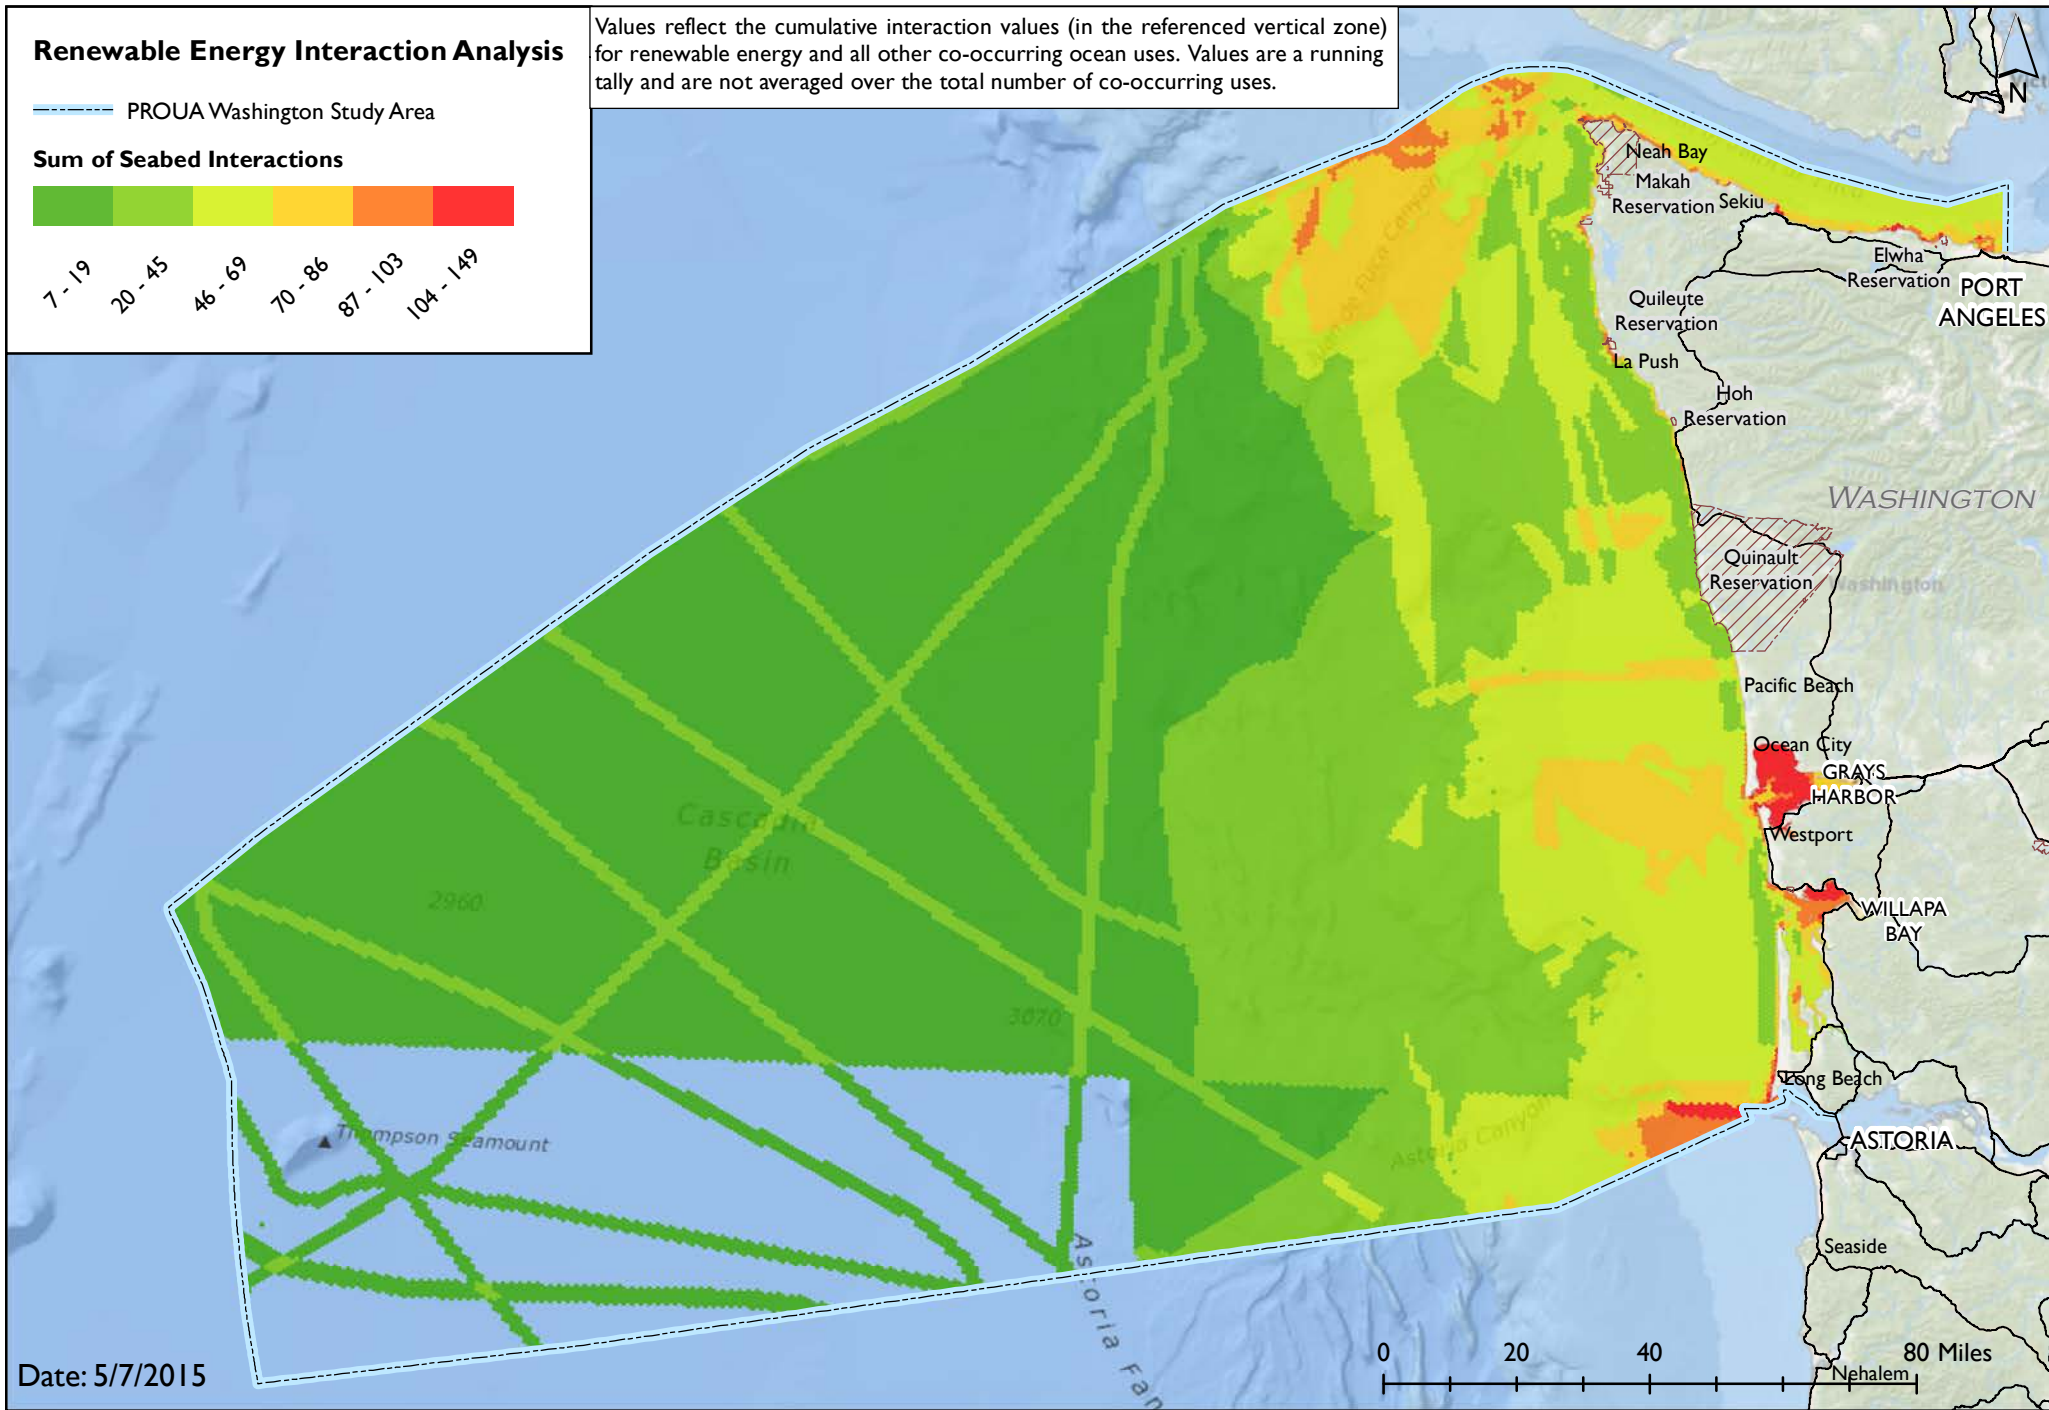 Renewable Energy Interaction Analysis
PROUA Washington Study Area
Sum of Seabed Interactions
7 - 19
20 - 45
46 - 69
70 - 86
87 - 103
104 - 149
Values reflect the cumulative interaction values (in the referenced vertical zone)
for renewable energy and all other co-occurring ocean uses. Values are a running
tally and are not averaged over the total number of co-occurring uses.
N
Neah Bay
Makah
Reservation
Sekiu
Elwha
Reservation
PORT
ANGELES
Juan de Fuca Canyon
Quileute
Reservation
La Push
Hoh
Reservation
WASHINGTON
Quinault
Reservation
Washington
Pacific Beach
Ocean City
GRAYS
HARBOR
Westport
Cascadia
Basin
2960
WILLAPA
BAY
3070
Long Beach
Thompson Seamount
Astoria Canyon
ASTORIA
Astoria Fan
Seaside
0
20
40
80 Miles
Nehalem
Date: 5/7/2015